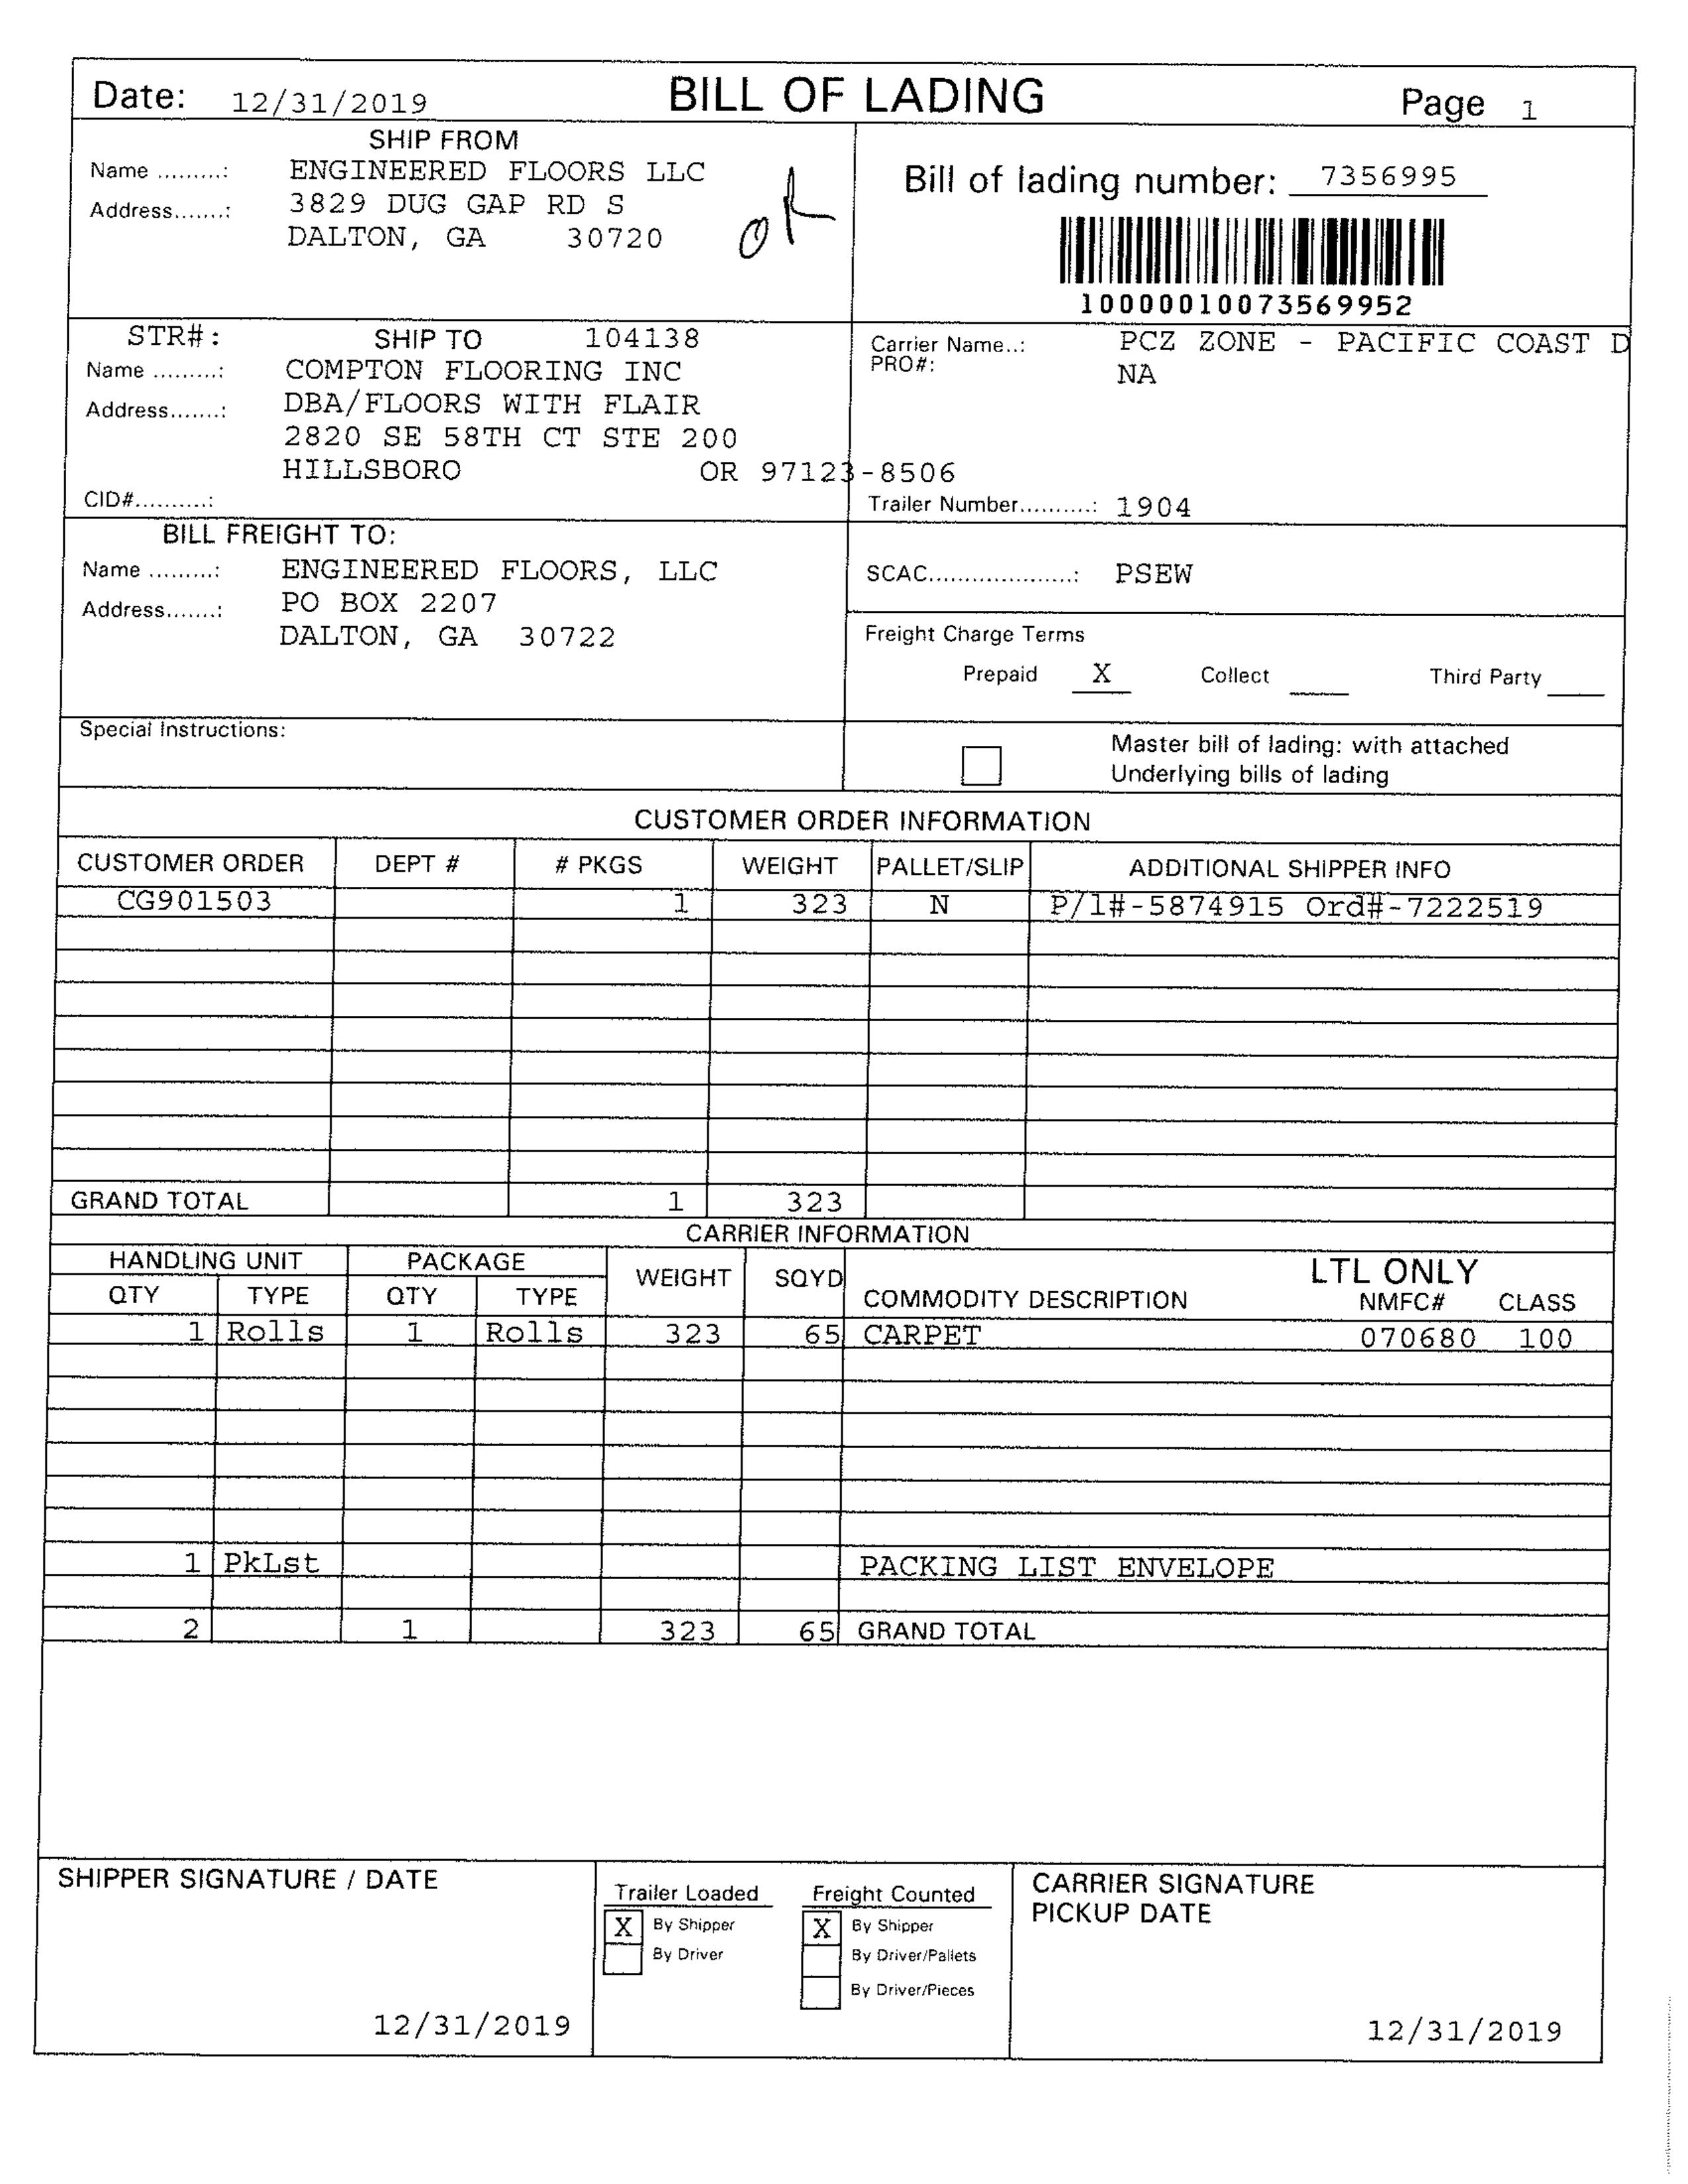 Date: 12/31/2019 BILL OF LADING Page 1
SHIP FROM
Name .........: ENGINEERED FLOORS LLC
Address.......: 3829 DUG GAP RD S
DALTON, GA 30720
ok
Bill of lading number: 7356995
10000010073569952
STR#: SHIP TO 104138
Name .........: COMPTON FLOORING INC
Address.......: DBA/FLOORS WITH FLAIR
2820 SE 58TH CT STE 200
HILLSBORO OR 97123-8506
CID#..........:
Carrier Name..: PCZ ZONE - PACIFIC COAST D
PRO#: NA
Trailer Number..........: 1904
BILL FREIGHT TO:
Name .........: ENGINEERED FLOORS, LLC
Address.......: PO BOX 2207
DALTON, GA 30722
SCAC....................: PSEW
Freight Charge Terms
Prepaid X Collect Third Party
Special Instructions:
Master bill of lading: with attached
Underlying bills of lading
CUSTOMER ORDER INFORMATION
CUSTOMER ORDER DEPT # # PKGS WEIGHT PALLET/SLIP ADDITIONAL SHIPPER INFO
CG901503 1 323 N P/l#-5874915 Ord#-7222519
GRAND TOTAL 1 323
CARRIER INFORMATION
HANDLING UNIT PACKAGE WEIGHT SQYD LTL ONLY
QTY TYPE QTY TYPE COMMODITY DESCRIPTION NMFC# CLASS
1 Rolls 1 Rolls 323 65 CARPET 070680 100
1 PkLst PACKING LIST ENVELOPE
2 1 323 65 GRAND TOTAL
SHIPPER SIGNATURE / DATE
12/31/2019
Trailer Loaded
X By Shipper
By Driver
Freight Counted
X By Shipper
By Driver/Pallets
By Driver/Pieces
CARRIER SIGNATURE
PICKUP DATE
12/31/2019